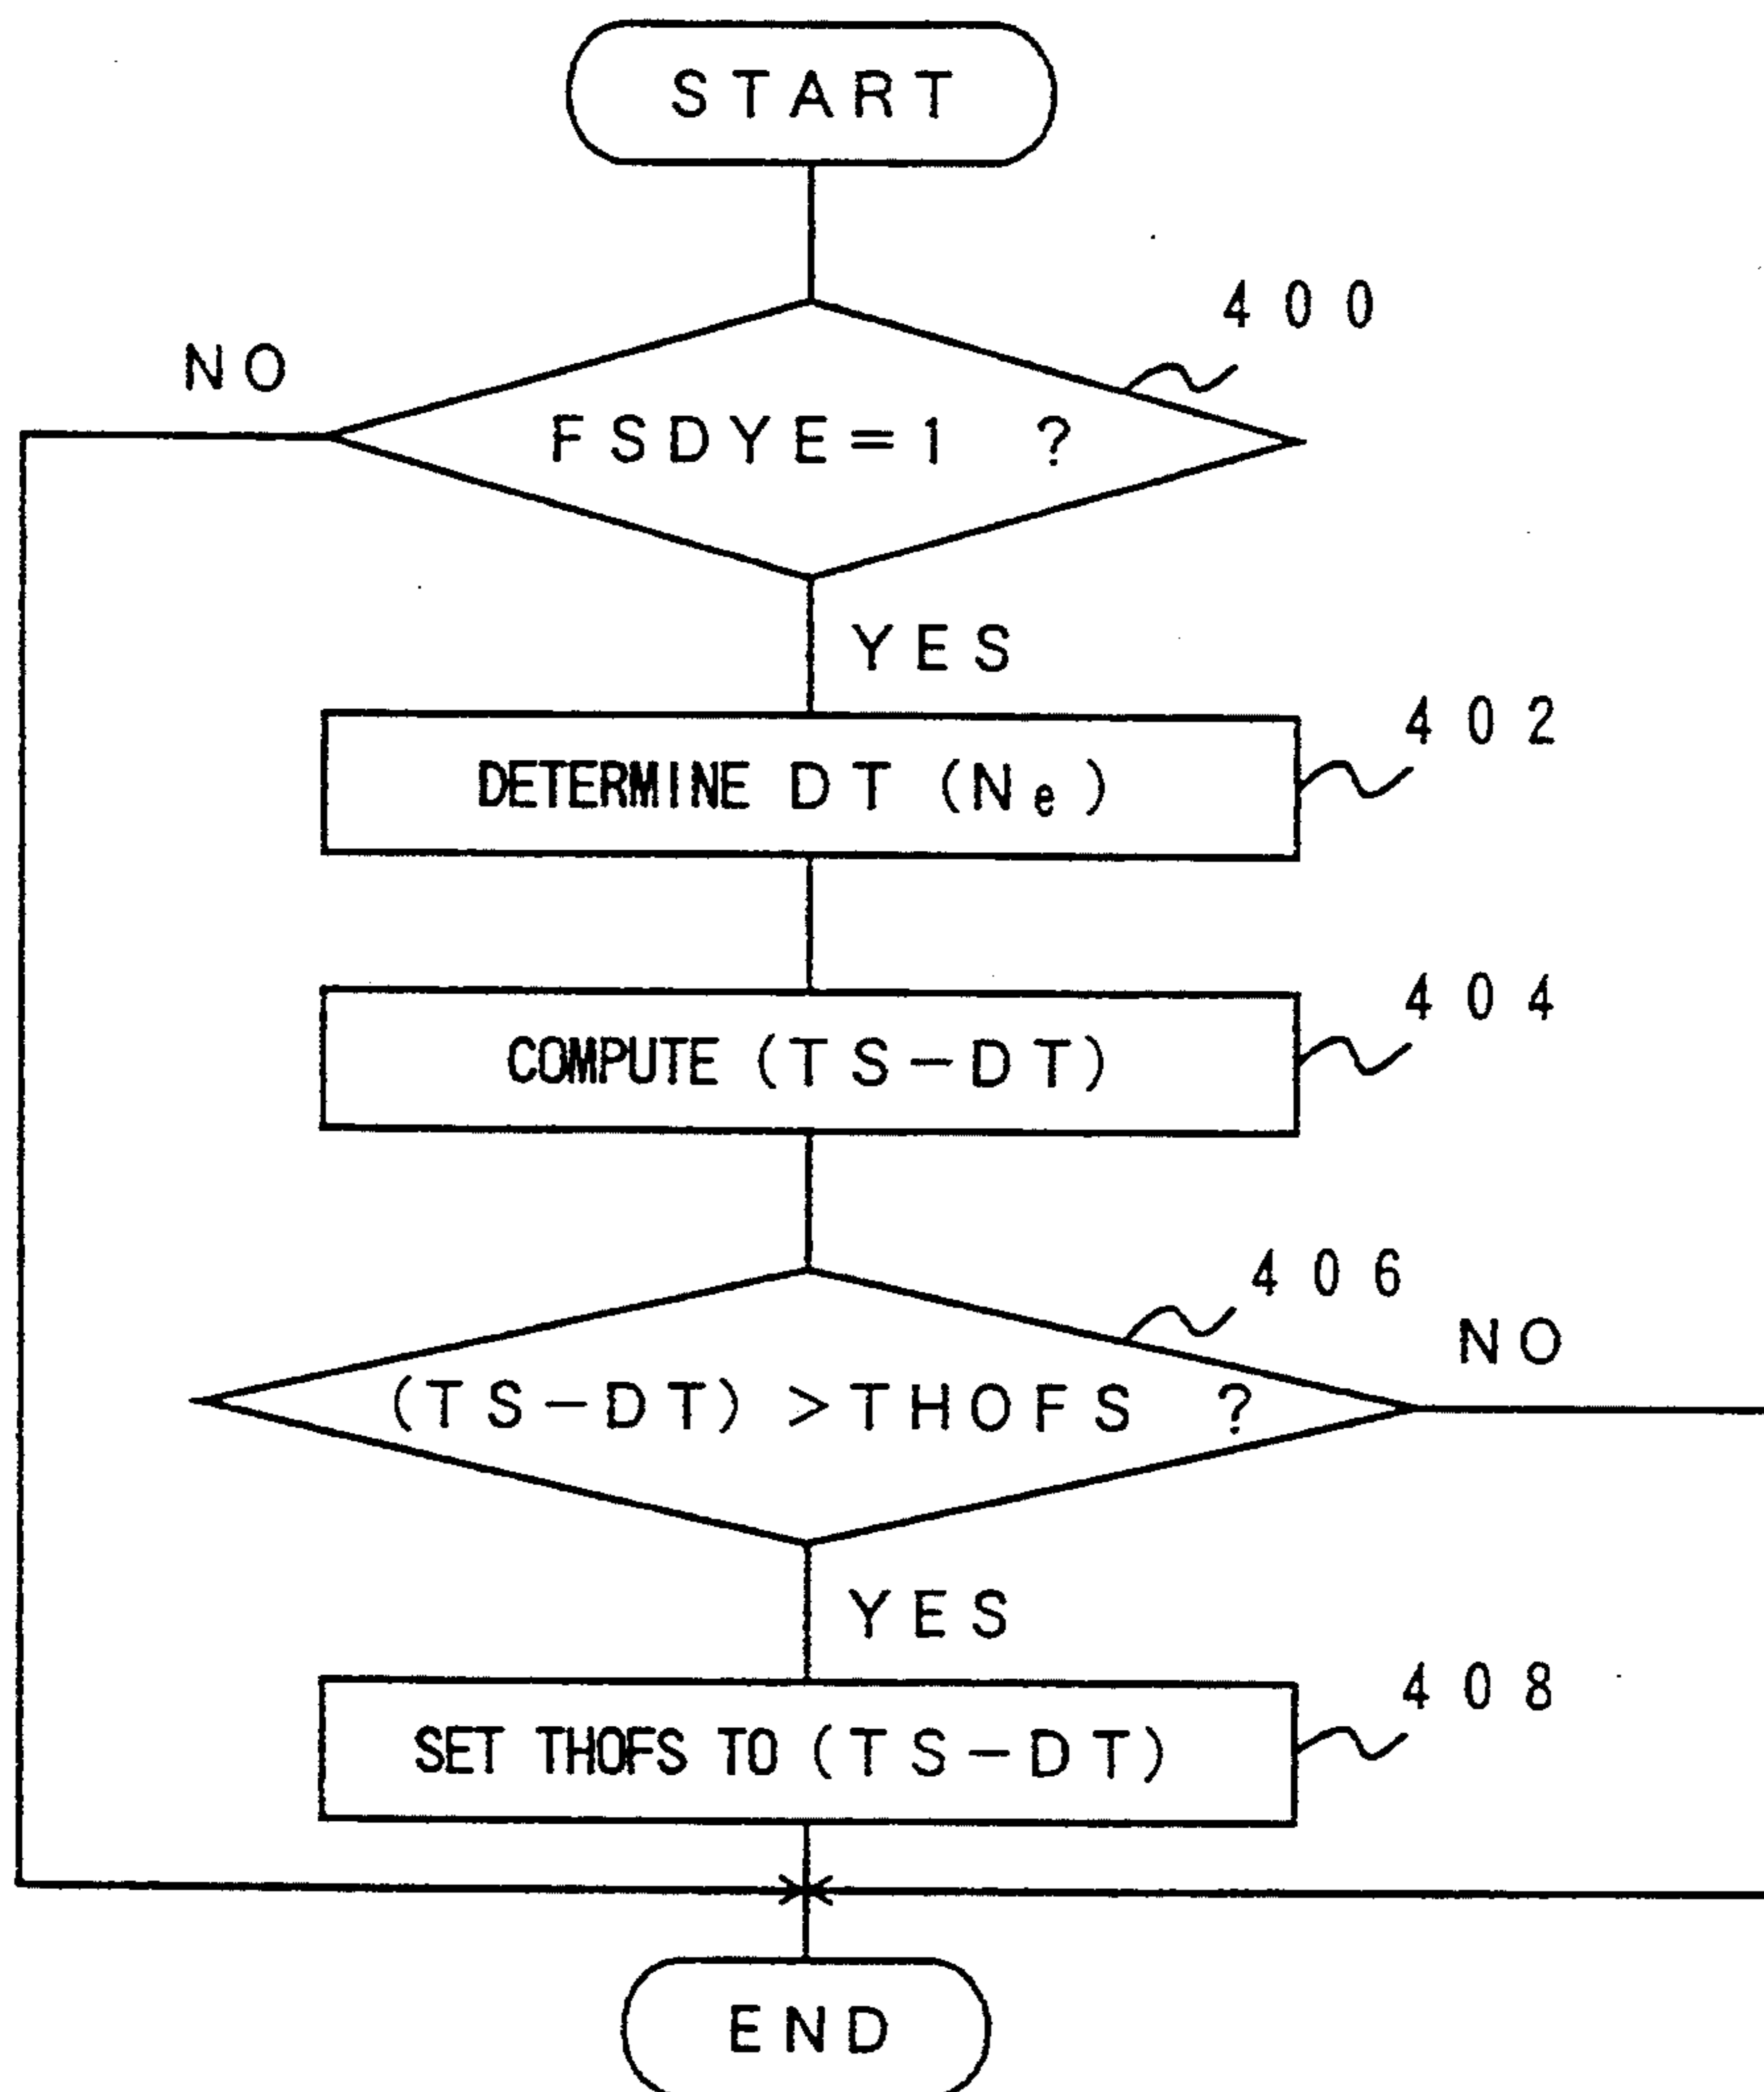 START
400
NO
FSDYE=1 ?
YES
402
DETERMINE DT (Ne)
404
COMPUTE (TS-DT)
406
NO
(TS-DT) >THOFS ?
YES
408
SET THOFS TO (TS-DT)
END